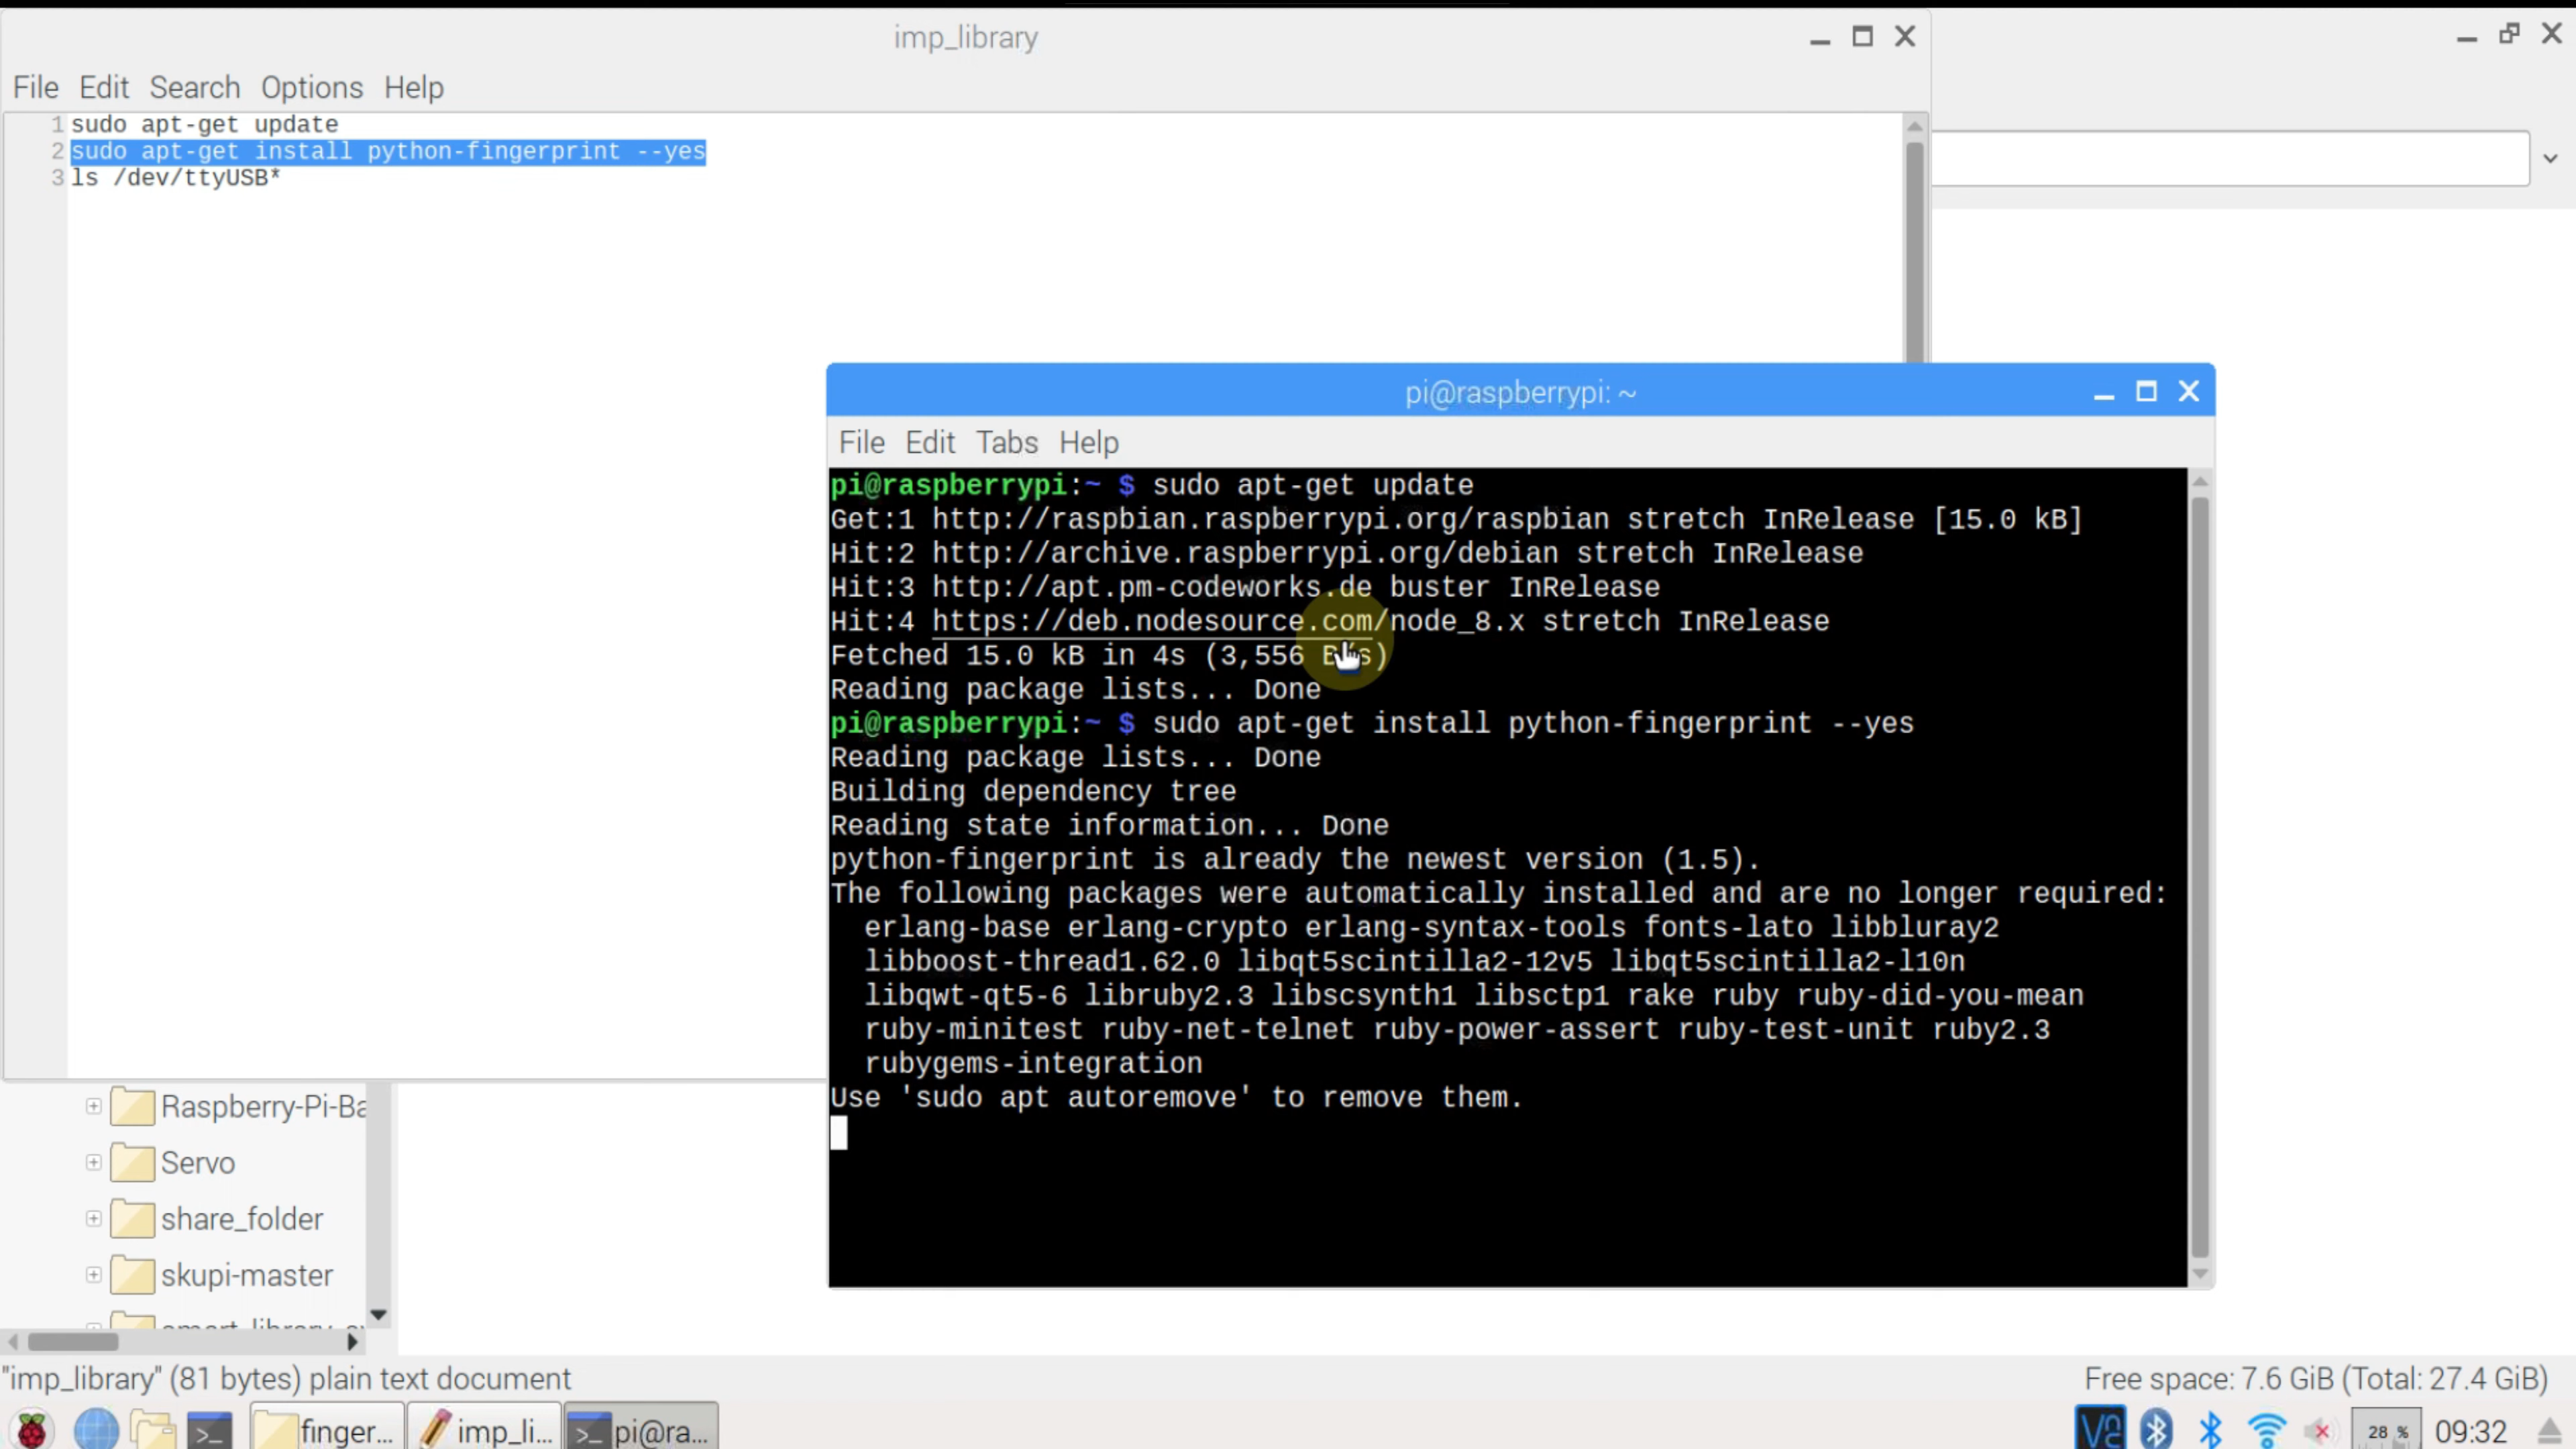 imp_library
File Edit Search Options Help
1 sudo apt-get update
2 sudo apt-get install python-fingerprint --yes
3 ls /dev/ttyUSB*
pi@raspberrypi: ~
File Edit Tabs Help
pi@raspberrypi:~ $ sudo apt-get update
Get:1 http://raspbian.raspberrypi.org/raspbian stretch InRelease [15.0 kB]
Hit:2 http://archive.raspberrypi.org/debian stretch InRelease
Hit:3 http://apt.pm-codeworks.de buster InRelease
Hit:4 https://deb.nodesource.com/node_8.x stretch InRelease
Fetched 15.0 kB in 4s (3,556 B/s)
Reading package lists... Done
pi@raspberrypi:~ $ sudo apt-get install python-fingerprint --yes
Reading package lists... Done
Building dependency tree
Reading state information... Done
python-fingerprint is already the newest version (1.5).
The following packages were automatically installed and are no longer required:
erlang-base erlang-crypto erlang-syntax-tools fonts-lato libbluray2
libboost-thread1.62.0 libqt5scintilla2-12v5 libqt5scintilla2-l10n
libqwt-qt5-6 libruby2.3 libscsynth1 libsctp1 rake ruby ruby-did-you-mean
ruby-minitest ruby-net-telnet ruby-power-assert ruby-test-unit ruby2.3
rubygems-integration
Use 'sudo apt autoremove' to remove them.
Raspberry-Pi-Ba
Servo
share_folder
skupi-master
"imp_library" (81 bytes) plain text document
Free space: 7.6 GiB (Total: 27.4 GiB)
finger... imp_li... pi@ra...
28 % 09:32